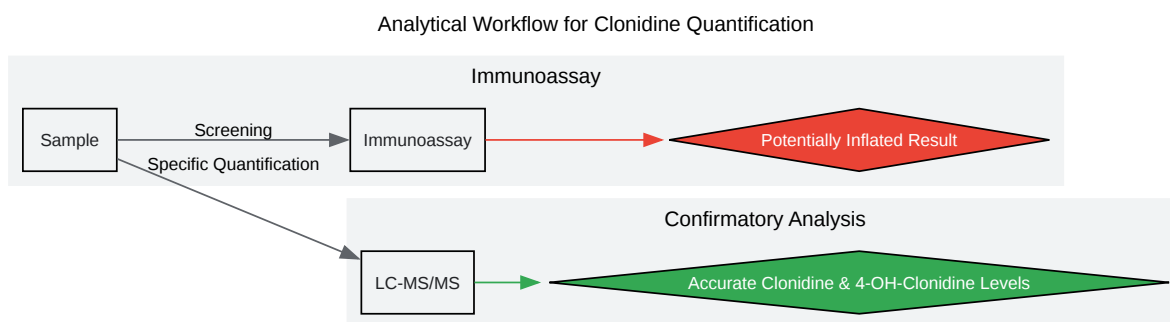 Analytical Workflow for Clonidine Quantification
Immunoassay
Sample
Screening
Immunoassay
Potentially Inflated Result
Specific Quantification
Confirmatory Analysis
LC-MS/MS
Accurate Clonidine & 4-OH-Clonidine Levels